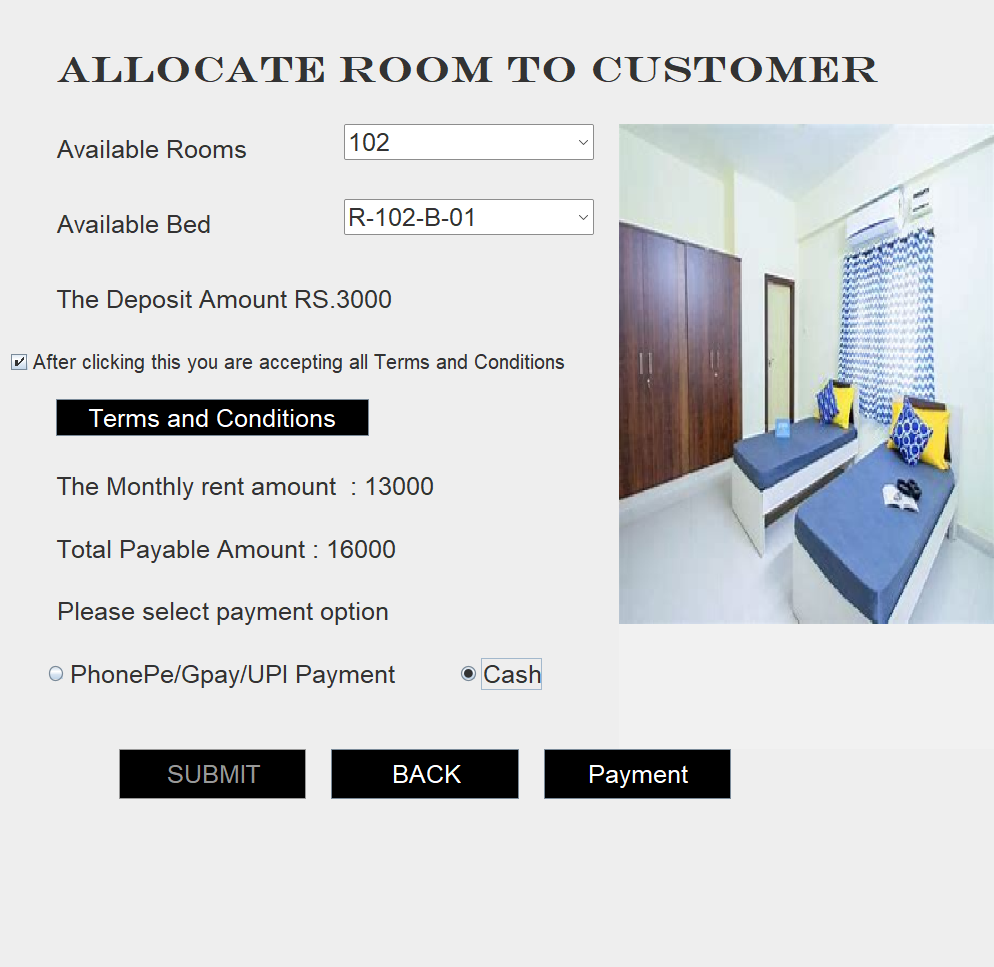 ALLOCATE ROOM TO CUSTOMER
Available Rooms 102
Available Bed R-102-B-01
The Deposit Amount RS.3000
After clicking this you are accepting all Terms and Conditions
Terms and Conditions
The Monthly rent amount  : 13000
Total Payable Amount : 16000
Please select payment option
PhonePe/Gpay/UPI Payment Cash
SUBMIT BACK Payment